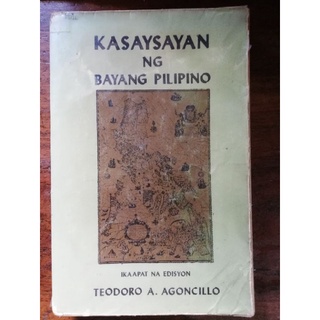 KASAYSAYAN
NG
BAYANG PILIPINO
IKAAPAT NA EDISYON
TEODORO A. AGONCILLO